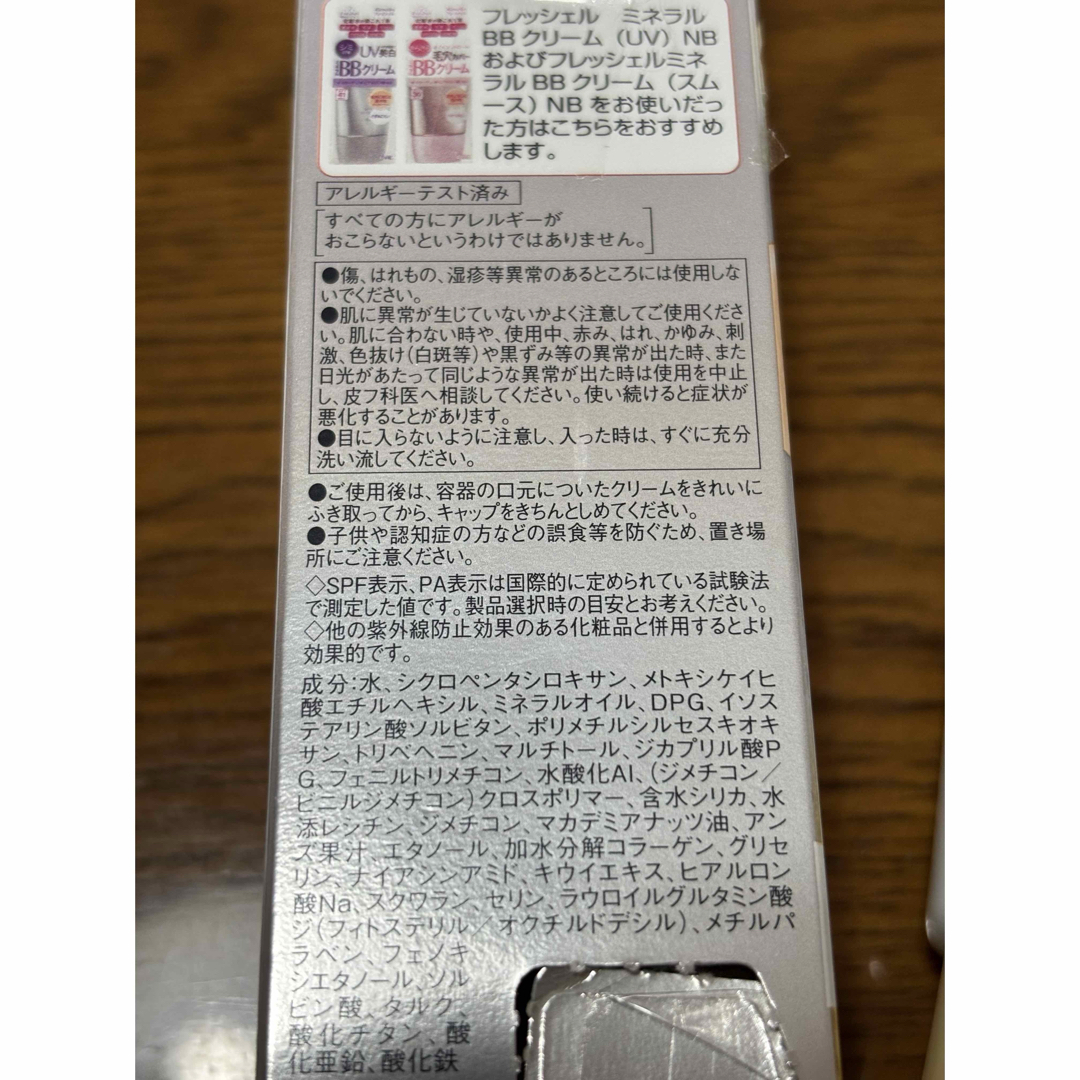 フレッシェル ミネラル
BBクリーム（UV）NB
およびフレッシェルミネ
ラルBBクリーム（スム
ース）NBをお使いだっ
た方はこちらをおすすめ
します。
UV美白
BBクリーム
毛穴カバー
BBクリーム
アレルギーテスト済み
すべての方にアレルギーが
おこらないというわけではありません。
●傷、はれもの、湿疹等異常のあるところには使用しな
いでください。
●肌に異常が生じていないかよく注意してご使用くださ
い。肌に合わない時や、使用中、赤み、はれ、かゆみ、刺
激、色抜け（白斑等）や黒ずみ等の異常が出た時、また
日光があたって同じような異常が出た時は使用を中止
し、皮フ科医へ相談してください。使い続けると症状が
悪化することがあります。
●目に入らないように注意し、入った時は、すぐに充分
洗い流してください。
●ご使用後は、容器の口元についたクリームをきれいに
ふき取ってから、キャップをきちんとしめてください。
●子供や認知症の方などの誤食等を防ぐため、置き場
所にご注意ください。
◇SPF表示、PA表示は国際的に定められている試験法
で測定した値です。製品選択時の目安とお考えください。
◇他の紫外線防止効果のある化粧品と併用するとより
効果的です。
成分：水、シクロペンタシロキサン、メトキシケイヒ
酸エチルヘキシル、ミネラルオイル、DPG、イソス
テアリン酸ソルビタン、ポリメチルシルセスキオキ
サン、トリベヘニン、マルチトール、ジカプリル酸P
G、フェニルトリメチコン、水酸化Al、（ジメチコン／
ビニルジメチコン）クロスポリマー、含水シリカ、水
添レシチン、ジメチコン、マカデミアナッツ油、アン
ズ果汁、エタノール、加水分解コラーゲン、グリセ
リン、ナイアシンアミド、キウイエキス、ヒアルロン
酸Na、スクワラン、セリン、ラウロイルグルタミン酸
ジ（フィトステリル／オクチルドデシル）、メチルパ
ラベン、フェノキ
シエタノール、ソル
ビン酸、タルク、
酸化チタン、酸
化亜鉛、酸化鉄